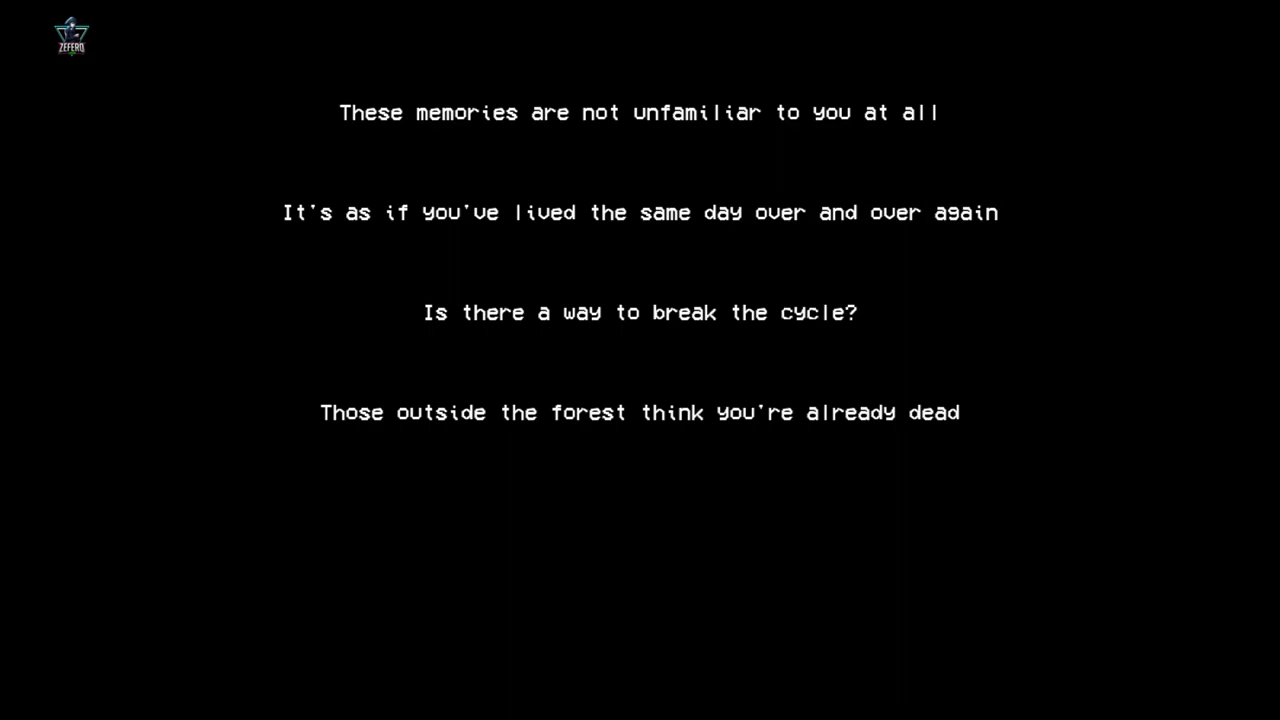 ZEFERO
These memories are not unfamiliar to you at all
It's as if you've lived the same day over and over again
Is there a way to break the cycle?
Those outside the forest think you're already dead